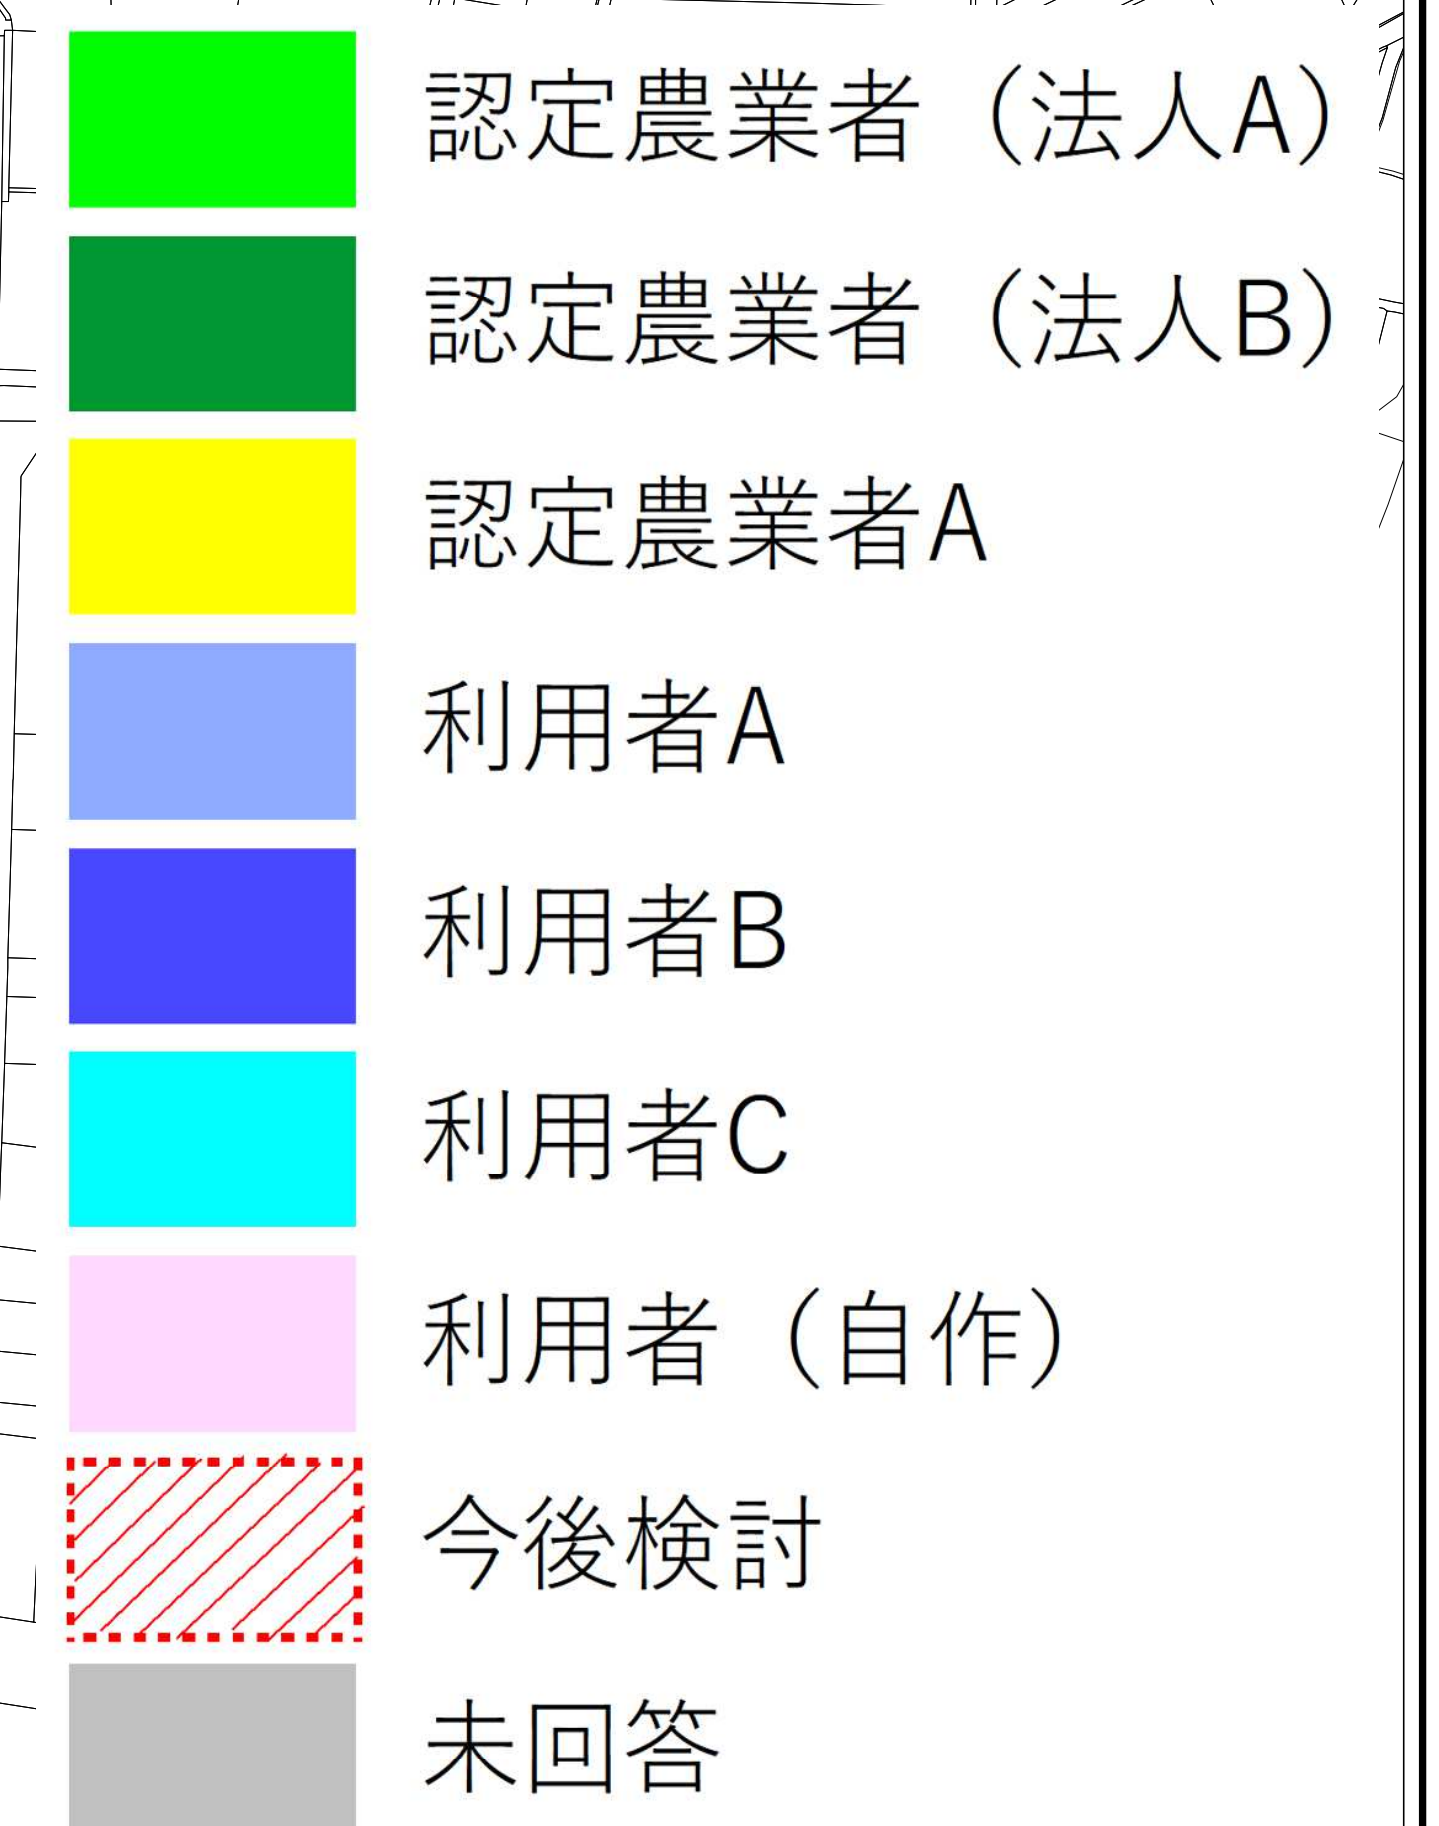 認定農業者（法人A）
認定農業者（法人B）
認定農業者A
利用者A
利用者B
利用者C
利用者（自作）
今後検討
未回答